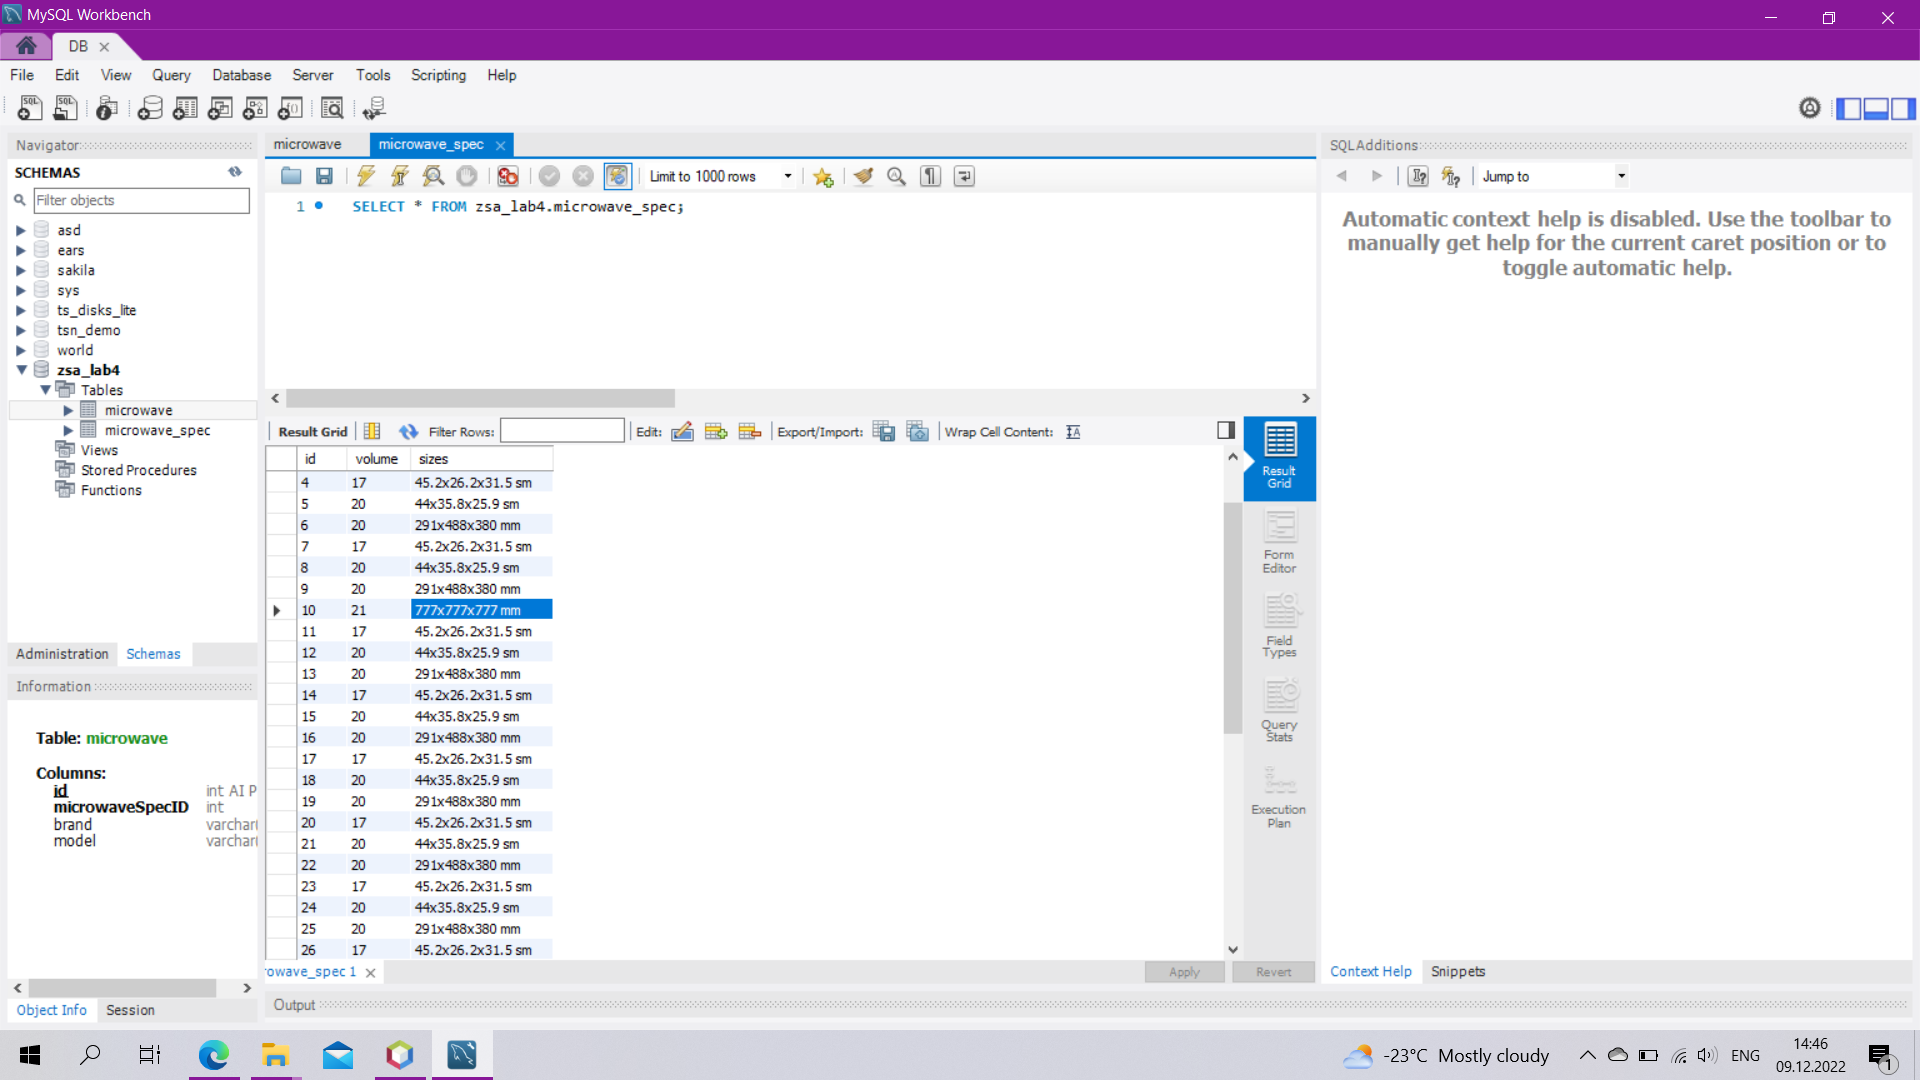 MySQL Workbench
DB
File Edit View Query Database Server Tools Scripting Help
Navigator
SCHEMAS
Filter objects
asd
ears
sakila
sys
ts_disks_lite
tsn_demo
world
zsa_lab4
Tables
microwave
microwave_spec
Views
Stored Procedures
Functions
Administration Schemas
Information
Table: microwave
Columns:
id int AI P
microwaveSpecID int
brand varchar(
model varchar(
Object Info Session
microwave microwave_spec
Limit to 1000 rows
1 SELECT * FROM zsa_lab4.microwave_spec;
Result Grid Filter Rows: Edit: Export/Import: Wrap Cell Content:
id volume sizes
4 17 45.2x26.2x31.5 sm
5 20 44x35.8x25.9 sm
6 20 291x488x380 mm
7 17 45.2x26.2x31.5 sm
8 20 44x35.8x25.9 sm
9 20 291x488x380 mm
10 21 777x777x777 mm
11 17 45.2x26.2x31.5 sm
12 20 44x35.8x25.9 sm
13 20 291x488x380 mm
14 17 45.2x26.2x31.5 sm
15 20 44x35.8x25.9 sm
16 20 291x488x380 mm
17 17 45.2x26.2x31.5 sm
18 20 44x35.8x25.9 sm
19 20 291x488x380 mm
20 17 45.2x26.2x31.5 sm
21 20 44x35.8x25.9 sm
22 20 291x488x380 mm
23 17 45.2x26.2x31.5 sm
24 20 44x35.8x25.9 sm
25 20 291x488x380 mm
26 17 45.2x26.2x31.5 sm
Result
Grid
Form
Editor
Field
Types
Query
Stats
Execution
Plan
rowave_spec 1
Apply Revert
Output
SQLAdditions
Jump to
Automatic context help is disabled. Use the toolbar to
manually get help for the current caret position or to
toggle automatic help.
Context Help Snippets
-23°C Mostly cloudy
ENG
14:46
09.12.2022
1